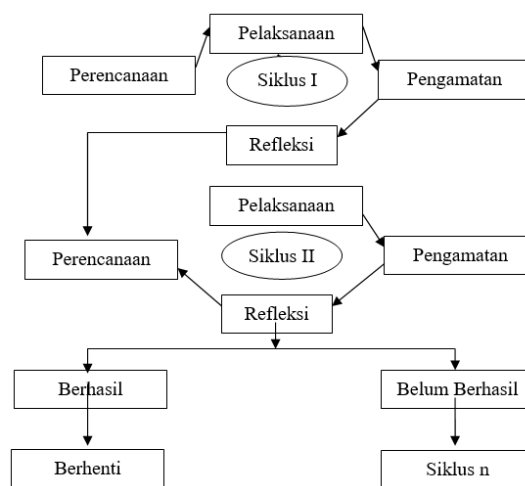 Pelaksanaan
Perencanaan
Siklus I
Pengamatan
Refleksi
Pelaksanaan
Perencanaan
Siklus II
Pengamatan
Refleksi
Berhasil
Belum Berhasil
Berhenti
Siklus n